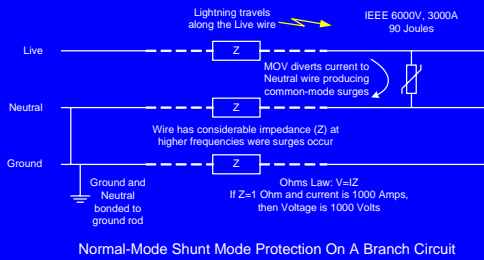 Lightning travels
along the Live wire
IEEE 6000V, 3000A
90 Joules
Live
Z
MOV diverts current to
Neutral wire producing
common-mode surges
Neutral
Z
Wire has considerable impedance (Z) at
higher frequencies were surges occur
Ground
Z
Ground and
Neutral
bonded to
ground rod
Ohms Law: V=IZ
If Z=1 Ohm and current is 1000 Amps,
then Voltage is 1000 Volts
Normal-Mode Shunt Mode Protection On A Branch Circuit